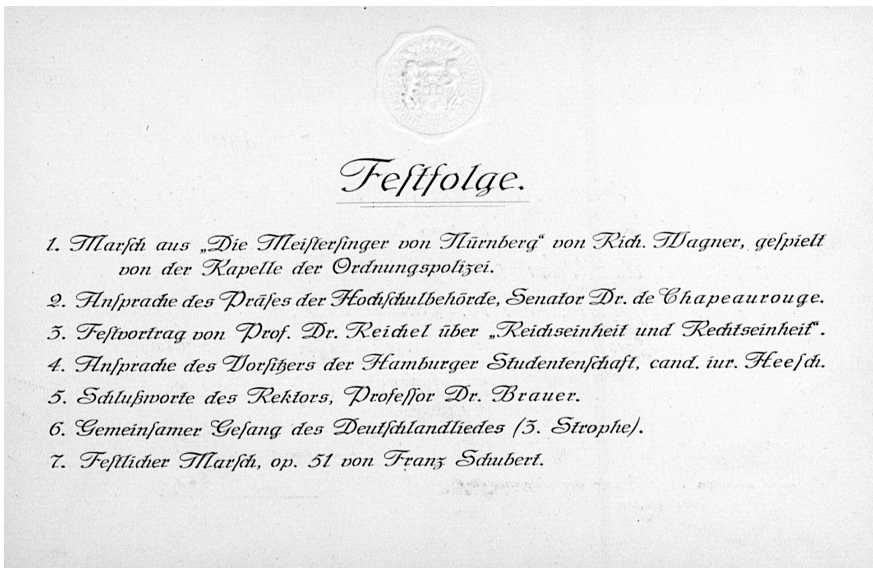 Feſtfolge.
1. Marſch aus „Die Meiſterſinger von Nürnberg“ von Rich. Wagner, geſpielt
von der Kapelle der Ordnungspolizei.
2. Anſprache des Präſes der Hochſchulbehörde, Senator Dr. de Chapeaurouge.
3. Feſtvortrag von Prof. Dr. Reichel über „Reichseinheit und Rechtseinheit“.
4. Anſprache des Vorſitzers der Hamburger Studentenſchaft, cand. iur. Heeſch.
5. Schlußworte des Rektors, Profeſſor Dr. Brauer.
6. Gemeinſamer Geſang des Deutſchlandliedes (3. Strophe).
7. Feſtlicher Marſch, op. 51 von Franz Schubert.